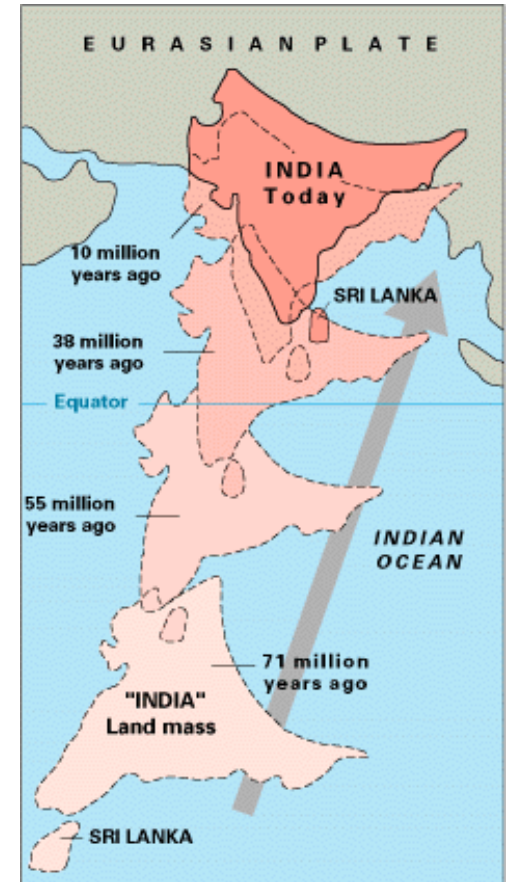 EURASIAN PLATE
INDIA
Today
10 million
years ago
SRI LANKA
38 million
years ago
Equator
55 million
years ago
INDIAN
OCEAN
71 million
years ago
"INDIA"
Land mass
SRI LANKA